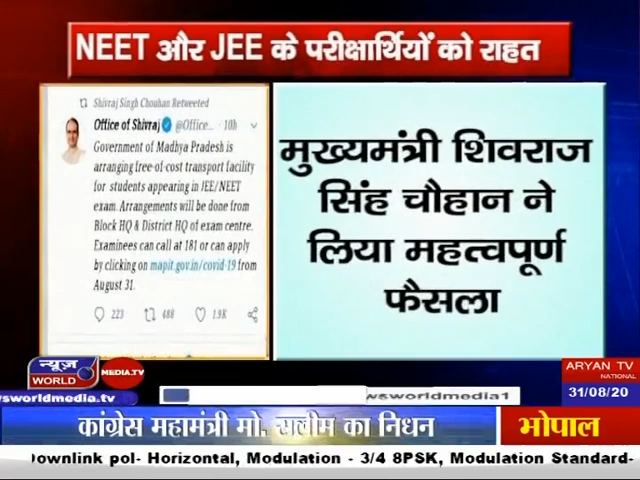 NEET और JEE के परीक्षार्थियों को राहत
Shivraj Singh Chouhan Retweeted
Office of Shivraj @Office... · 10h
Government of Madhya Pradesh is
arranging free-of-cost transport facility
for students appearing in JEE/NEET
exam. Arrangements will be done from
Block HQ & District HQ of exam centre.
Examinees can call at 181 or can apply
by clicking on mapit.gov.in/covid-19 from
August 31.
223 488 1.9K
मुख्यमंत्री शिवराज
सिंह चौहान ने
लिया महत्वपूर्ण
फैसला
न्यूज़
WORLD
MEDIA.TV
ARYAN TV
NATIONAL
wsworldmedia.tv
wsworldmedia1
31/08/20
कांग्रेस महामंत्री मो. सलीम का निधन
भोपाल
Downlink pol- Horizontal, Modulation - 3/4 8PSK, Modulation Standard-